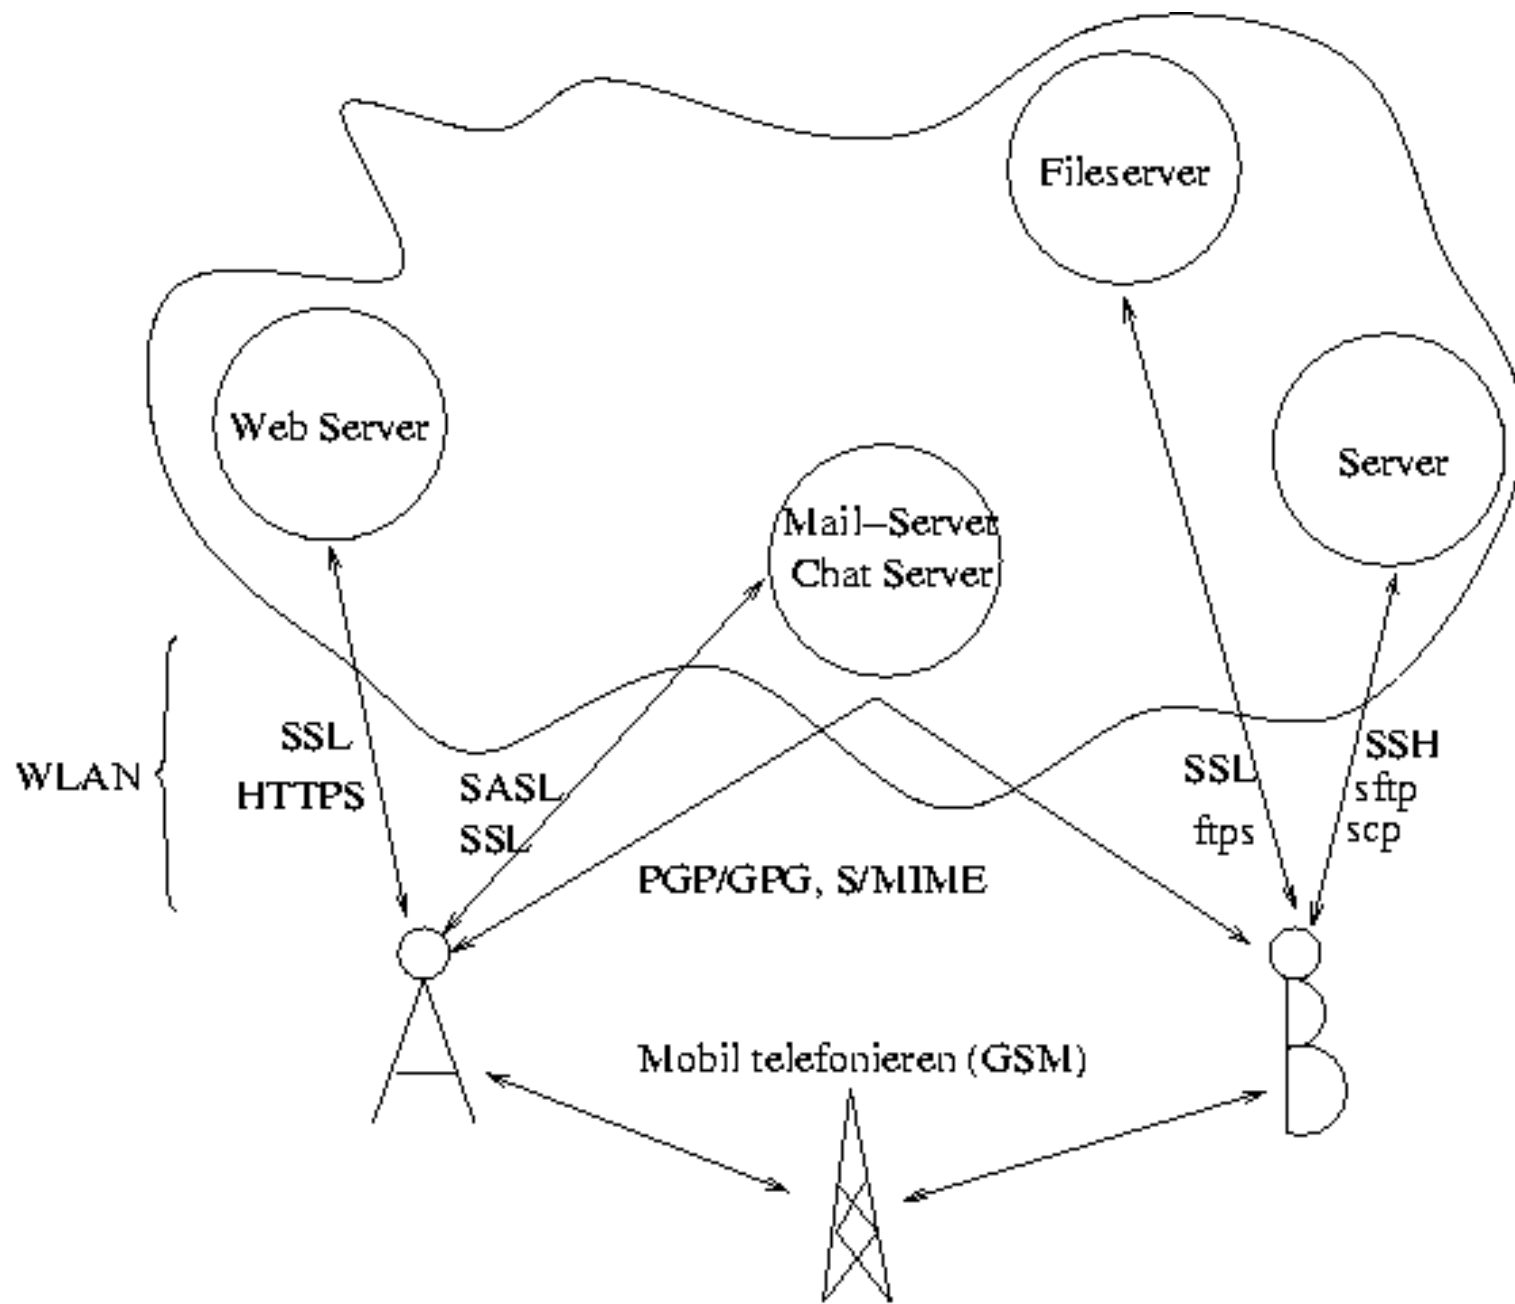 Fileserver
Web Server
Server
Mail–Server
Chat Server
WLAN
SSL
HTTPS
SASL
SSL
PGP/GPG, S/MIME
SSL
ftps
SSH
sftp
scp
Mobil telefonieren (GSM)